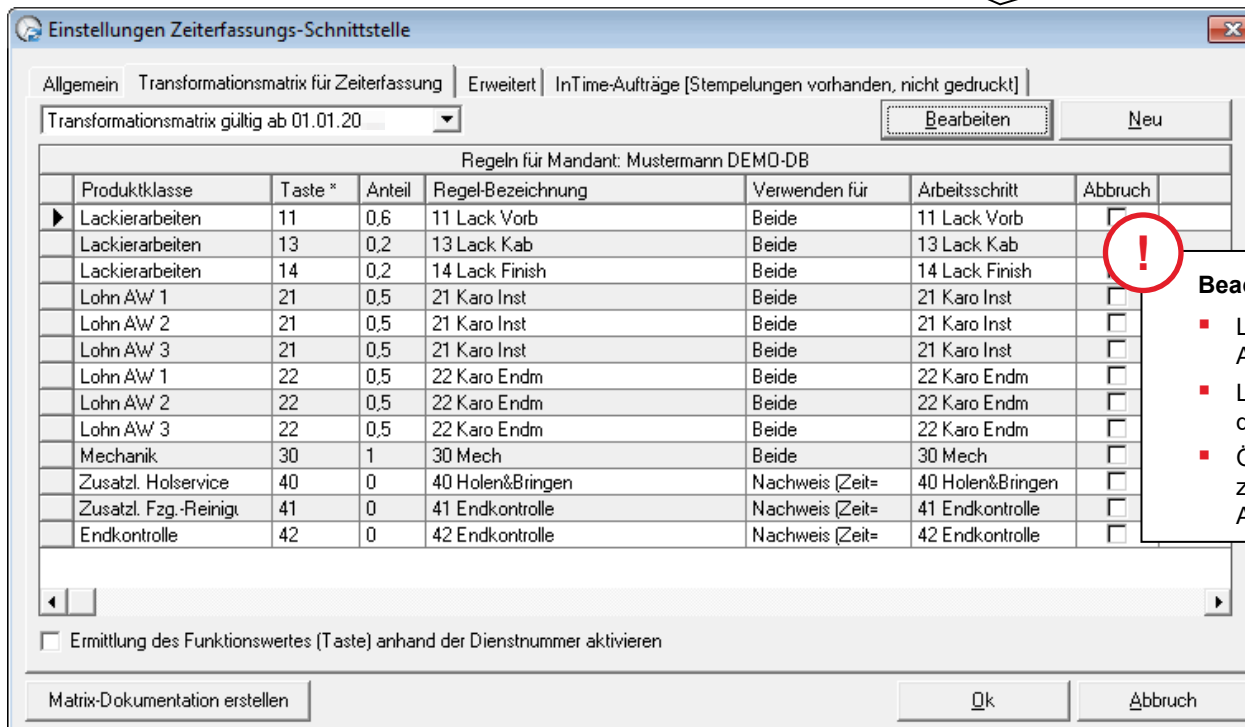 Einstellungen Zeiterfassungs-Schnittstelle
Allgemein Transformationsmatrix für Zeiterfassung Erweitert InTime-Aufträge [Stempelungen vorhanden, nicht gedruckt]
Transformationsmatrix gültig ab 01.01.20 Bearbeiten Neu
Regeln für Mandant: Mustermann DEMO-DB
Produktklasse Taste * Anteil Regel-Bezeichnung Verwenden für Arbeitsschritt Abbruch
Lackierarbeiten 11 0,6 11 Lack Vorb Beide 11 Lack Vorb
Lackierarbeiten 13 0,2 13 Lack Kab Beide 13 Lack Kab
Lackierarbeiten 14 0,2 14 Lack Finish Beide 14 Lack Finish
Lohn AW 1 21 0,5 21 Karo Inst Beide 21 Karo Inst
Lohn AW 2 21 0,5 21 Karo Inst Beide 21 Karo Inst
Lohn AW 3 21 0,5 21 Karo Inst Beide 21 Karo Inst
Lohn AW 1 22 0,5 22 Karo Endm Beide 22 Karo Endm
Lohn AW 2 22 0,5 22 Karo Endm Beide 22 Karo Endm
Lohn AW 3 22 0,5 22 Karo Endm Beide 22 Karo Endm
Mechanik 30 1 30 Mech Beide 30 Mech
Zusatzl. Holservice 40 0 40 Holen&Bringen Nachweis (Zeit= 40 Holen&Bringen
Zusatzl. Fzg.-Reinigu 41 0 41 Endkontrolle Nachweis (Zeit= 41 Endkontrolle
Endkontrolle 42 0 42 Endkontrolle Nachweis (Zeit= 42 Endkontrolle
!
Ermittlung des Funktionswertes (Taste) anhand der Dienstnummer aktivieren
Matrix-Dokumentation erstellen Ok Abbruch